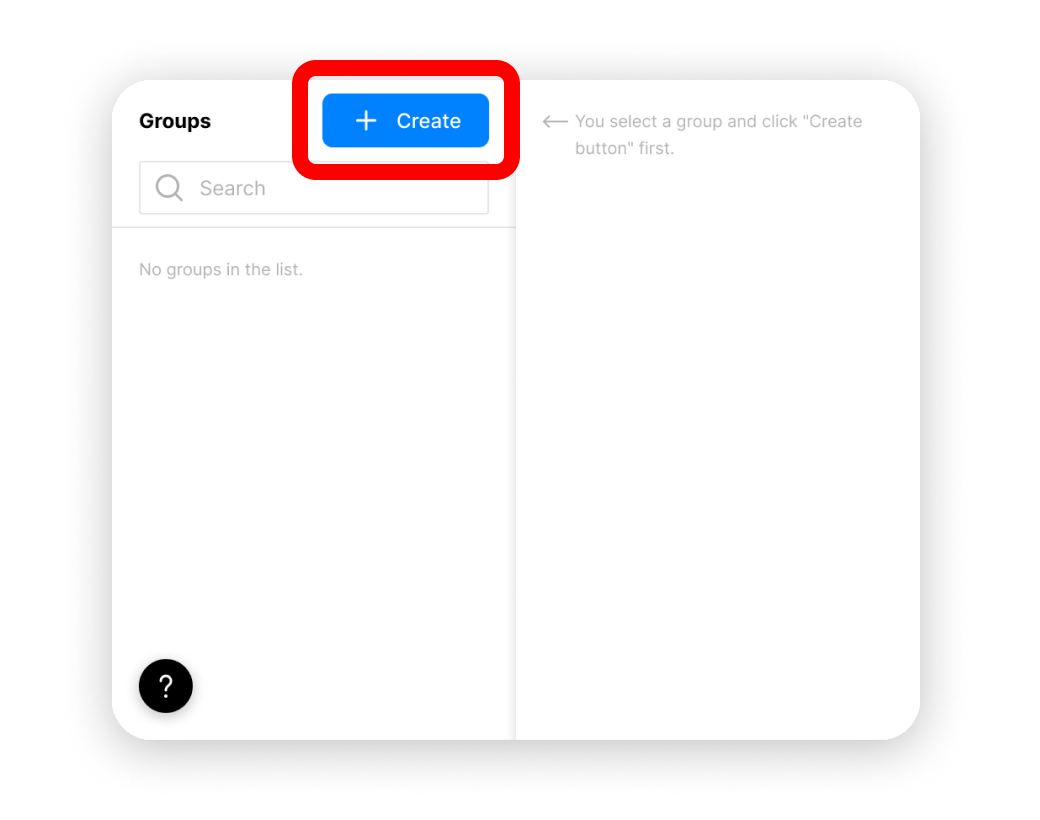 Groups
Create
Search
No groups in the list.
You select a group and click "Create
button" first.
?